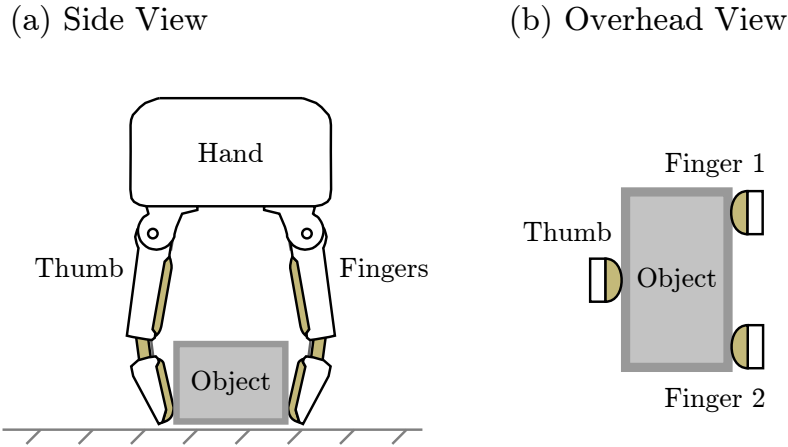 (a) Side View
(b) Overhead View
Hand
Thumb
Fingers
Object
Finger 1
Thumb
Object
Finger 2